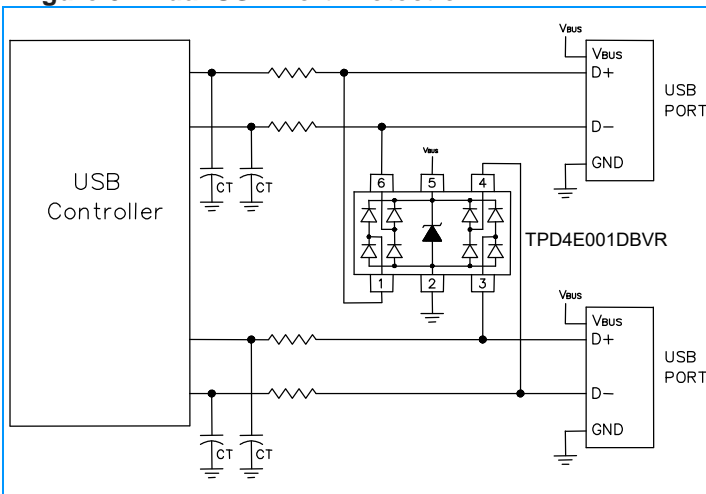 VBUS
VBUS
D+
USB
PORT
D−
GND
CT
CT
USB
Controller
VBUS
6
5
4
TPD4E001DBVR
1
2
3
VBUS
VBUS
D+
USB
PORT
D−
GND
CT
CT